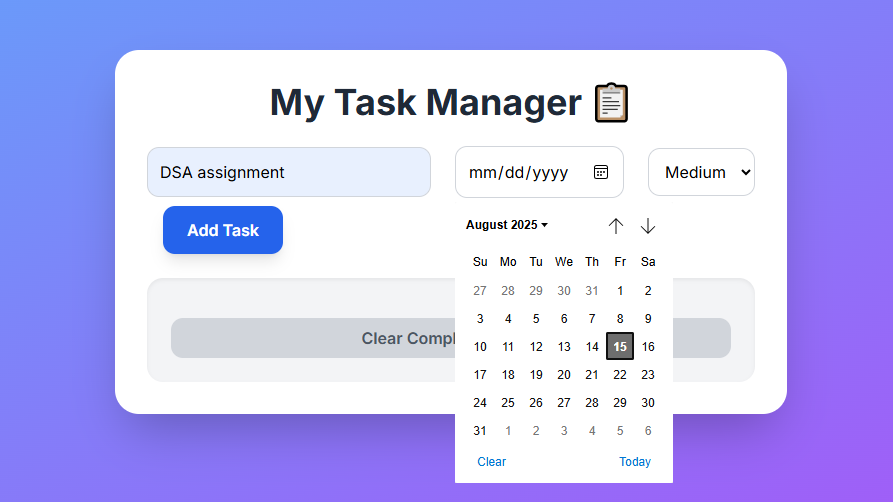 My Task Manager 📋
DSA assignment
mm/dd/yyyy
Medium
Add Task
August 2025
Su Mo Tu We Th Fr Sa
27 28 29 30 31 1 2
3 4 5 6 7 8 9
10 11 12 13 14 15 16
17 18 19 20 21 22 23
24 25 26 27 28 29 30
31 1 2 3 4 5 6
Clear Today
Clear Compl